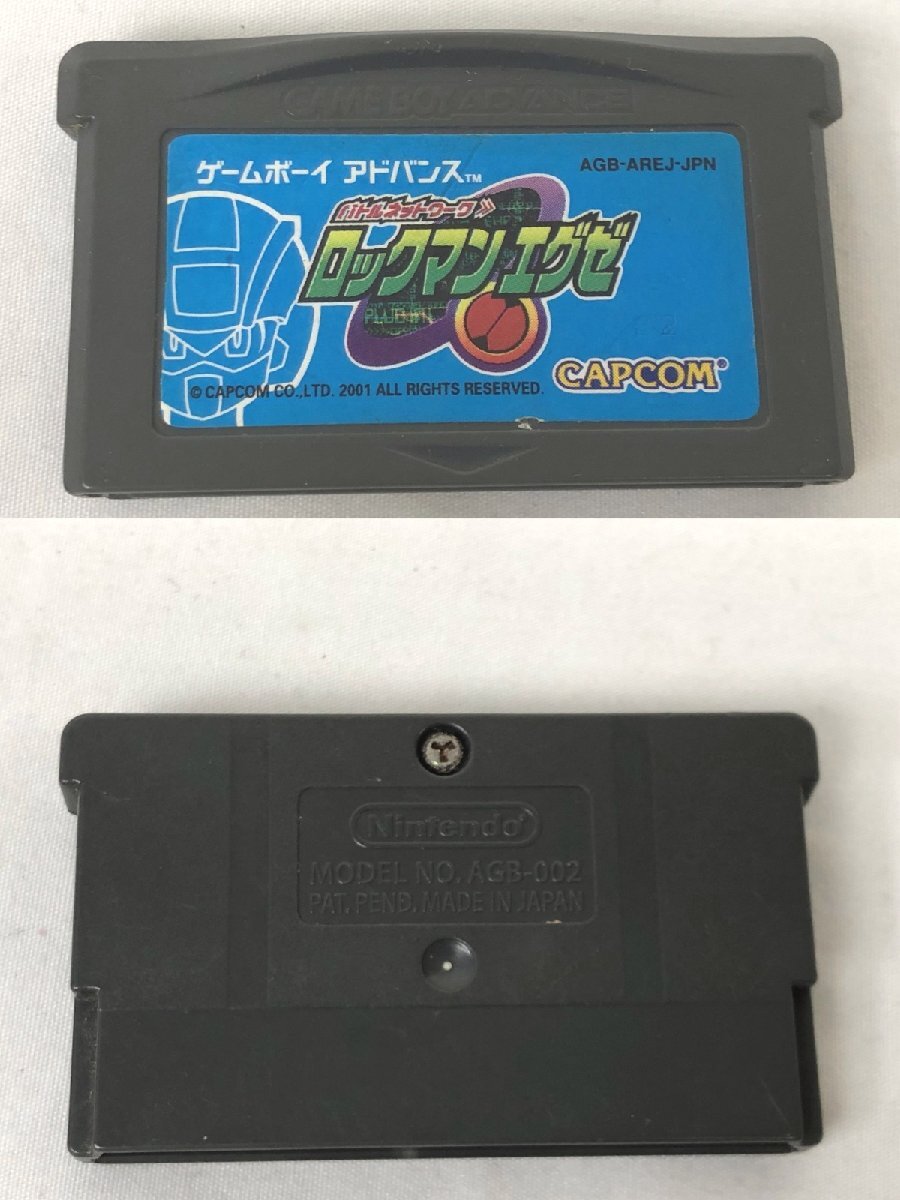 GAME BOY ADVANCE
ゲームボーイ アドバンス™
AGB-AREJ-JPN
バトルネットワーク
ロックマン エグゼ
© CAPCOM CO.,LTD. 2001 ALL RIGHTS RESERVED.
CAPCOM®
Nintendo®
MODEL NO. AGB-002
PAT. PEND. MADE IN JAPAN